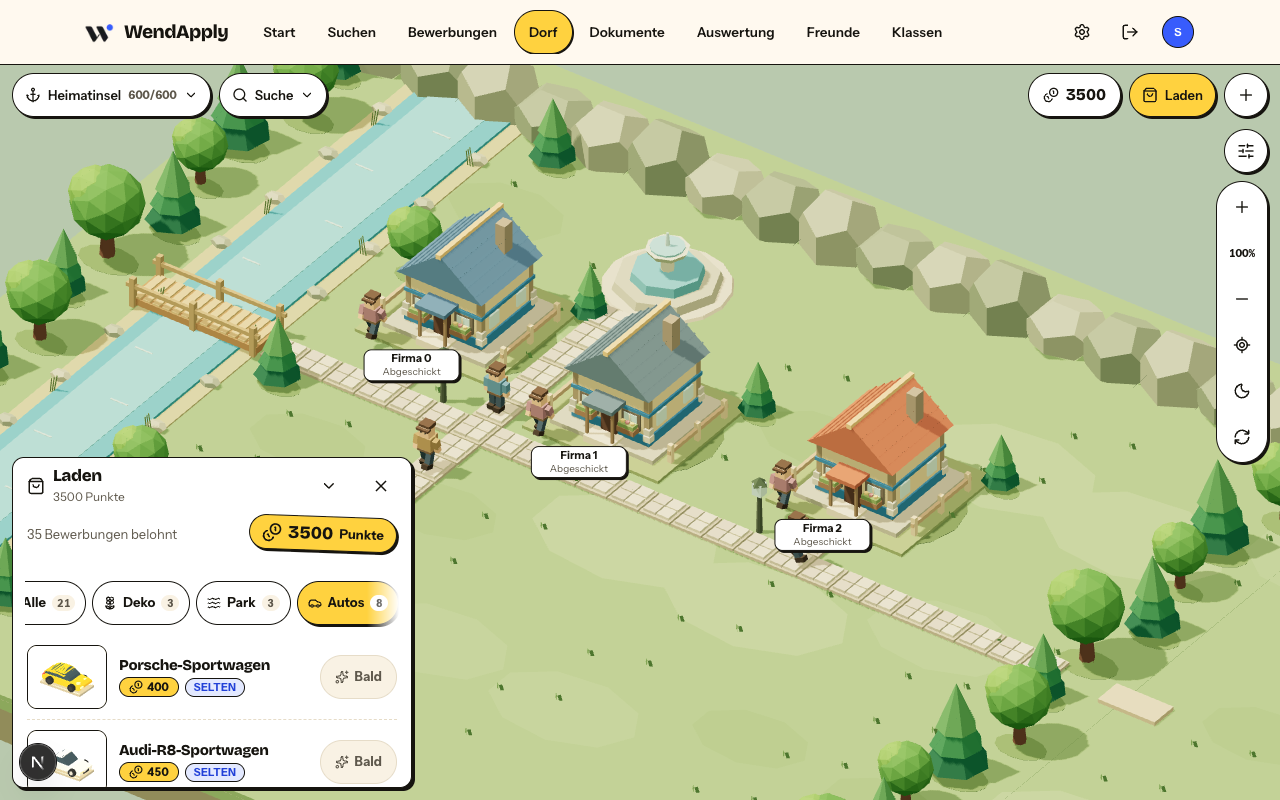 WendApply
Start
Suchen
Bewerbungen
Dorf
Dokumente
Auswertung
Freunde
Klassen
S
Heimatinsel 600/600
Suche
3500
Laden
100%
Firma 0
Abgeschickt
Firma 1
Abgeschickt
Firma 2
Abgeschickt
Laden
3500 Punkte
35 Bewerbungen belohnt
3500 Punkte
Alle 21
Deko 3
Park 3
Autos 8
Porsche-Sportwagen
400 SELTEN
Bald
Audi-R8-Sportwagen
450 SELTEN
Bald
N